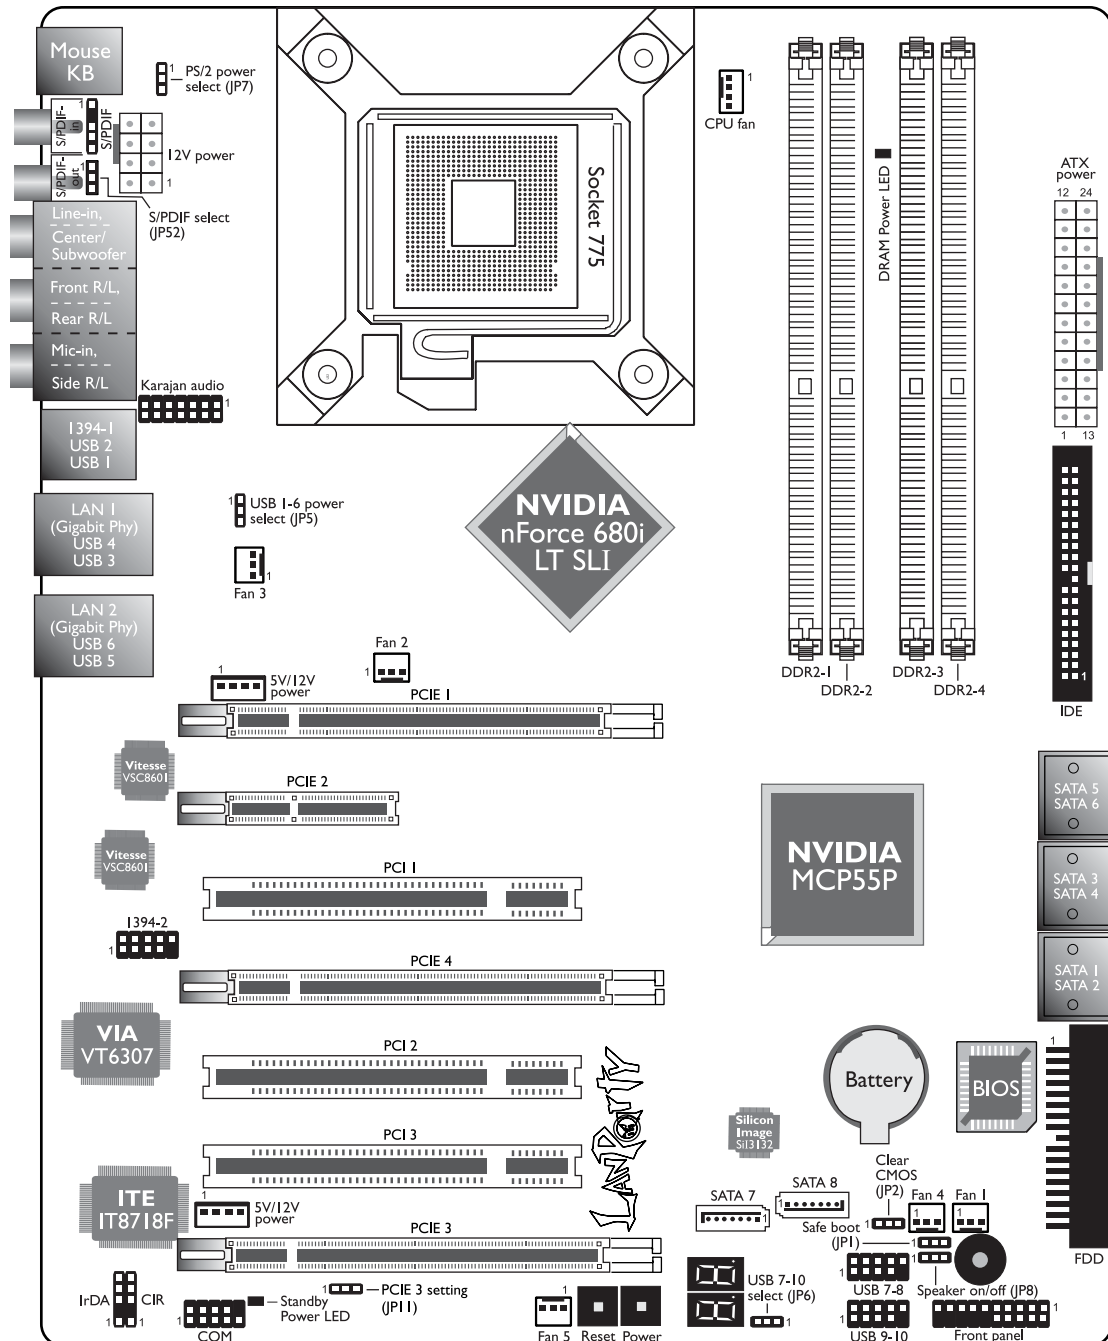 Mouse
KB
1
PS/2 power
select (JP7)
S/PDIF-
in
1
S/PDIF
12V power
1
S/PDIF-
out
1
S/PDIF select
(JP52)
Line-in,
Center/
Subwoofer
Front R/L,
Rear R/L
Mic-in,
Side R/L
Karajan audio
1
1394-1
USB 2
USB 1
LAN 1
(Gigabit Phy)
USB 4
USB 3
LAN 2
(Gigabit Phy)
USB 6
USB 5
1
USB 1-6 power
select (JP5)
1
Fan 3
Socket 775
1
CPU fan
DRAM Power LED
ATX
power
12 24
1 13
NVIDIA
nForce 680i
LT SLI
DDR2-1
DDR2-2
DDR2-3
DDR2-4
1
IDE
Fan 2
1
1
5V/12V
power
PCIE 1
Vitesse
VSC8601
PCIE 2
Vitesse
VSC8601
PCI 1
1394-2
1
PCIE 4
NVIDIA
MCP55P
SATA 5
SATA 6
SATA 3
SATA 4
SATA 1
SATA 2
VIA
VT6307
PCI 2
LANParty
Battery
BIOS
1
FDD
PCI 3
Silicon
Image
SiI3132
ITE
IT8718F
1
5V/12V
power
PCIE 3
SATA 7
1
SATA 8
1
Clear
CMOS
(JP2)
1
Fan 4
1
Fan 1
1
Safe boot
(JP1)
1
1
IrDA
CIR
1
1
1
COM
Standby
Power LED
1
PCIE 3 setting
(JP11)
1
Fan 5
Reset
Power
USB 7-10
select (JP6)
1
1
USB 7-8
1
USB 9-10
Speaker on/off (JP8)
1
Front panel